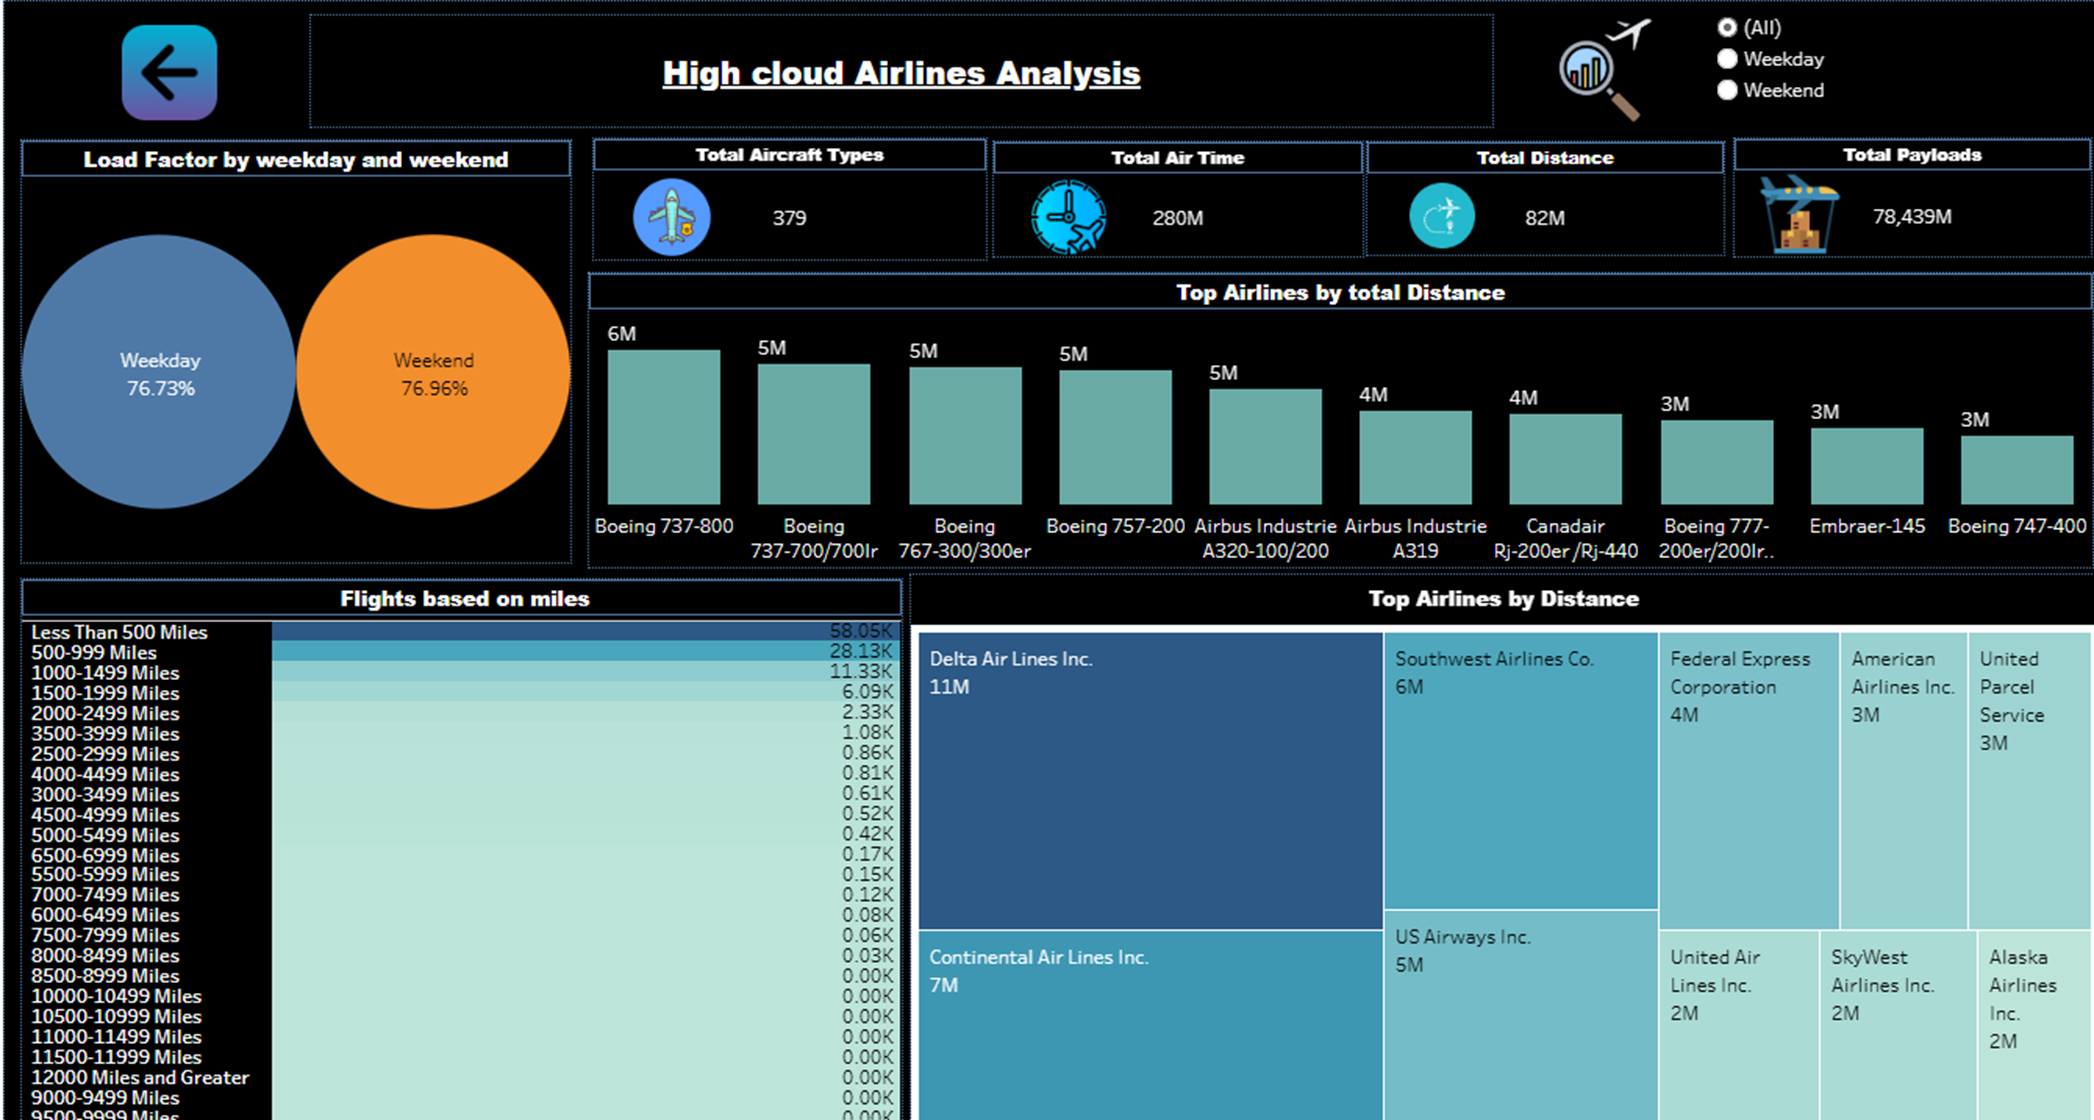 High cloud Airlines Analysis
(All)
Weekday
Weekend
Load Factor by weekday and weekend
Weekday
76.73%
Weekend
76.96%
Total Aircraft Types
379
Total Air Time
280M
Total Distance
82M
Total Payloads
78,439M
Top Airlines by total Distance
6M
5M
5M
5M
5M
4M
4M
3M
3M
3M
Boeing 737-800
Boeing
737-700/700lr
Boeing
767-300/300er
Boeing 757-200
Airbus Industrie
A320-100/200
Airbus Industrie
A319
Canadair
Rj-200er/Rj-440
Boeing 777-
200er/200lr..
Embraer-145
Boeing 747-400
Flights based on miles
Less Than 500 Miles 58.05K
500-999 Miles 28.13K
1000-1499 Miles 11.33K
1500-1999 Miles 6.09K
2000-2499 Miles 2.33K
3500-3999 Miles 1.08K
2500-2999 Miles 0.86K
4000-4499 Miles 0.81K
3000-3499 Miles 0.61K
4500-4999 Miles 0.52K
5000-5499 Miles 0.42K
6500-6999 Miles 0.17K
5500-5999 Miles 0.15K
7000-7499 Miles 0.12K
6000-6499 Miles 0.08K
7500-7999 Miles 0.06K
8000-8499 Miles 0.03K
8500-8999 Miles 0.00K
10000-10499 Miles 0.00K
10500-10999 Miles 0.00K
11000-11499 Miles 0.00K
11500-11999 Miles 0.00K
12000 Miles and Greater 0.00K
9000-9499 Miles 0.00K
9500-9999 Miles 0.00K
Top Airlines by Distance
Delta Air Lines Inc.
11M
Continental Air Lines Inc.
7M
Southwest Airlines Co.
6M
US Airways Inc.
5M
Federal Express
Corporation
4M
American
Airlines Inc.
3M
United
Parcel
Service
3M
United Air
Lines Inc.
2M
SkyWest
Airlines Inc.
2M
Alaska
Airlines
Inc.
2M